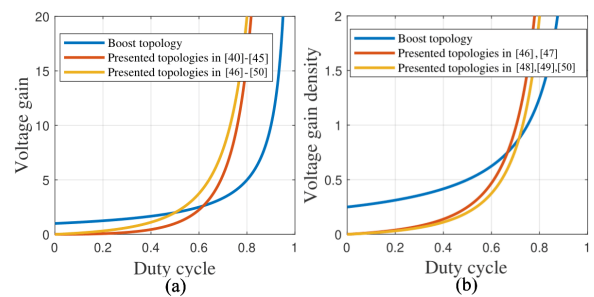 Boost topology
Presented topologies in [40]-[45]
Presented topologies in [46]-[50]
Voltage gain
20
15
10
5
0
0 0.2 0.4 0.6 0.8 1
Duty cycle
(a)
Boost topology
Presented topologies in [46],[47]
Presented topologies in [48],[49],[50]
Voltage gain density
2
1.5
1
0.5
0
0 0.2 0.4 0.6 0.8 1
Duty cycle
(b)